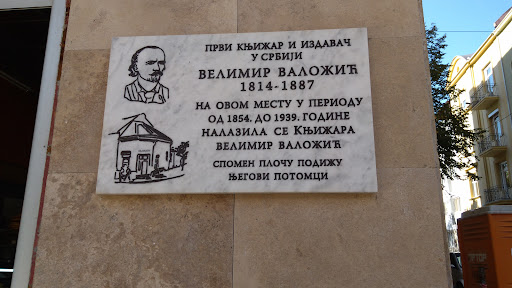 ПРВИ КЊИЖАР И ИЗДАВАЧ
У СРБИЈИ
ВЕЛИМИР ВАЛОЖИЋ
1814-1887
НА ОВОМ МЕСТУ У ПЕРИОДУ
ОД 1854. ДО 1939. ГОДИНЕ
НАЛАЗИЛА СЕ КЊИЖАРА
ВЕЛИМИР ВАЛОЖИЋ
СПОМЕН ПЛОЧУ ПОДИЖУ
ЊЕГОВИ ПОТОМЦИ